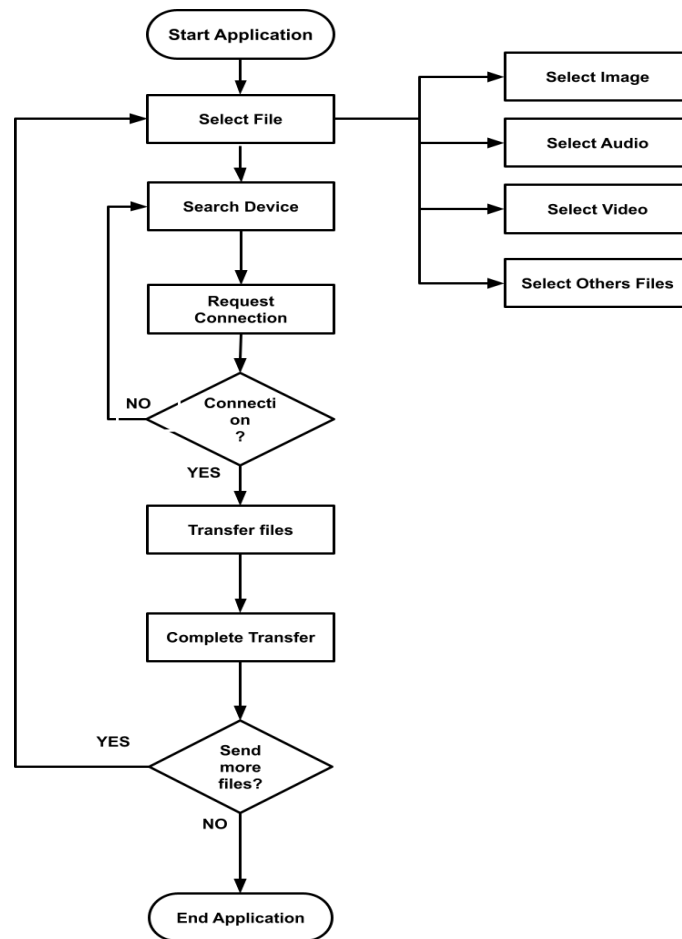 Start Application
Select File
Select Image
Select Audio
Select Video
Select Others Files
Search Device
Request
Connection
NO
Connecti
on
?
YES
Transfer files
Complete Transfer
YES
Send
more
files?
NO
End Application